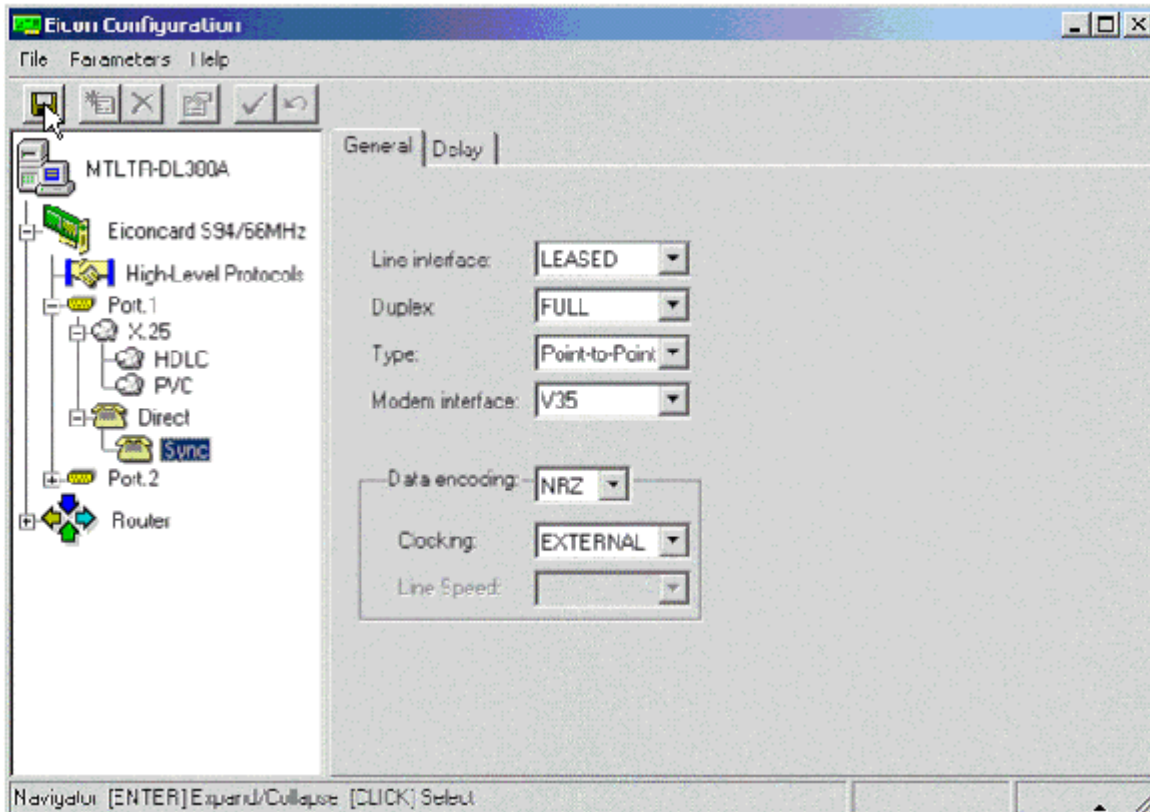 Eicon Configuration
File Parameters Help
MTLTR-DL380A
Eiconcard S94/66MHz
High-Level Protocols
Port.1
X.25
HDLC
PVC
Direct
Sync
Port.2
Router
General Delay
Line interface: LEASED
Duplex: FULL
Type: Point-to-Point
Modem interface: V35
Data encoding: NRZ
Clocking: EXTERNAL
Line Speed:
Navigator [ENTER] Expand/Collapse [CLICK] Select